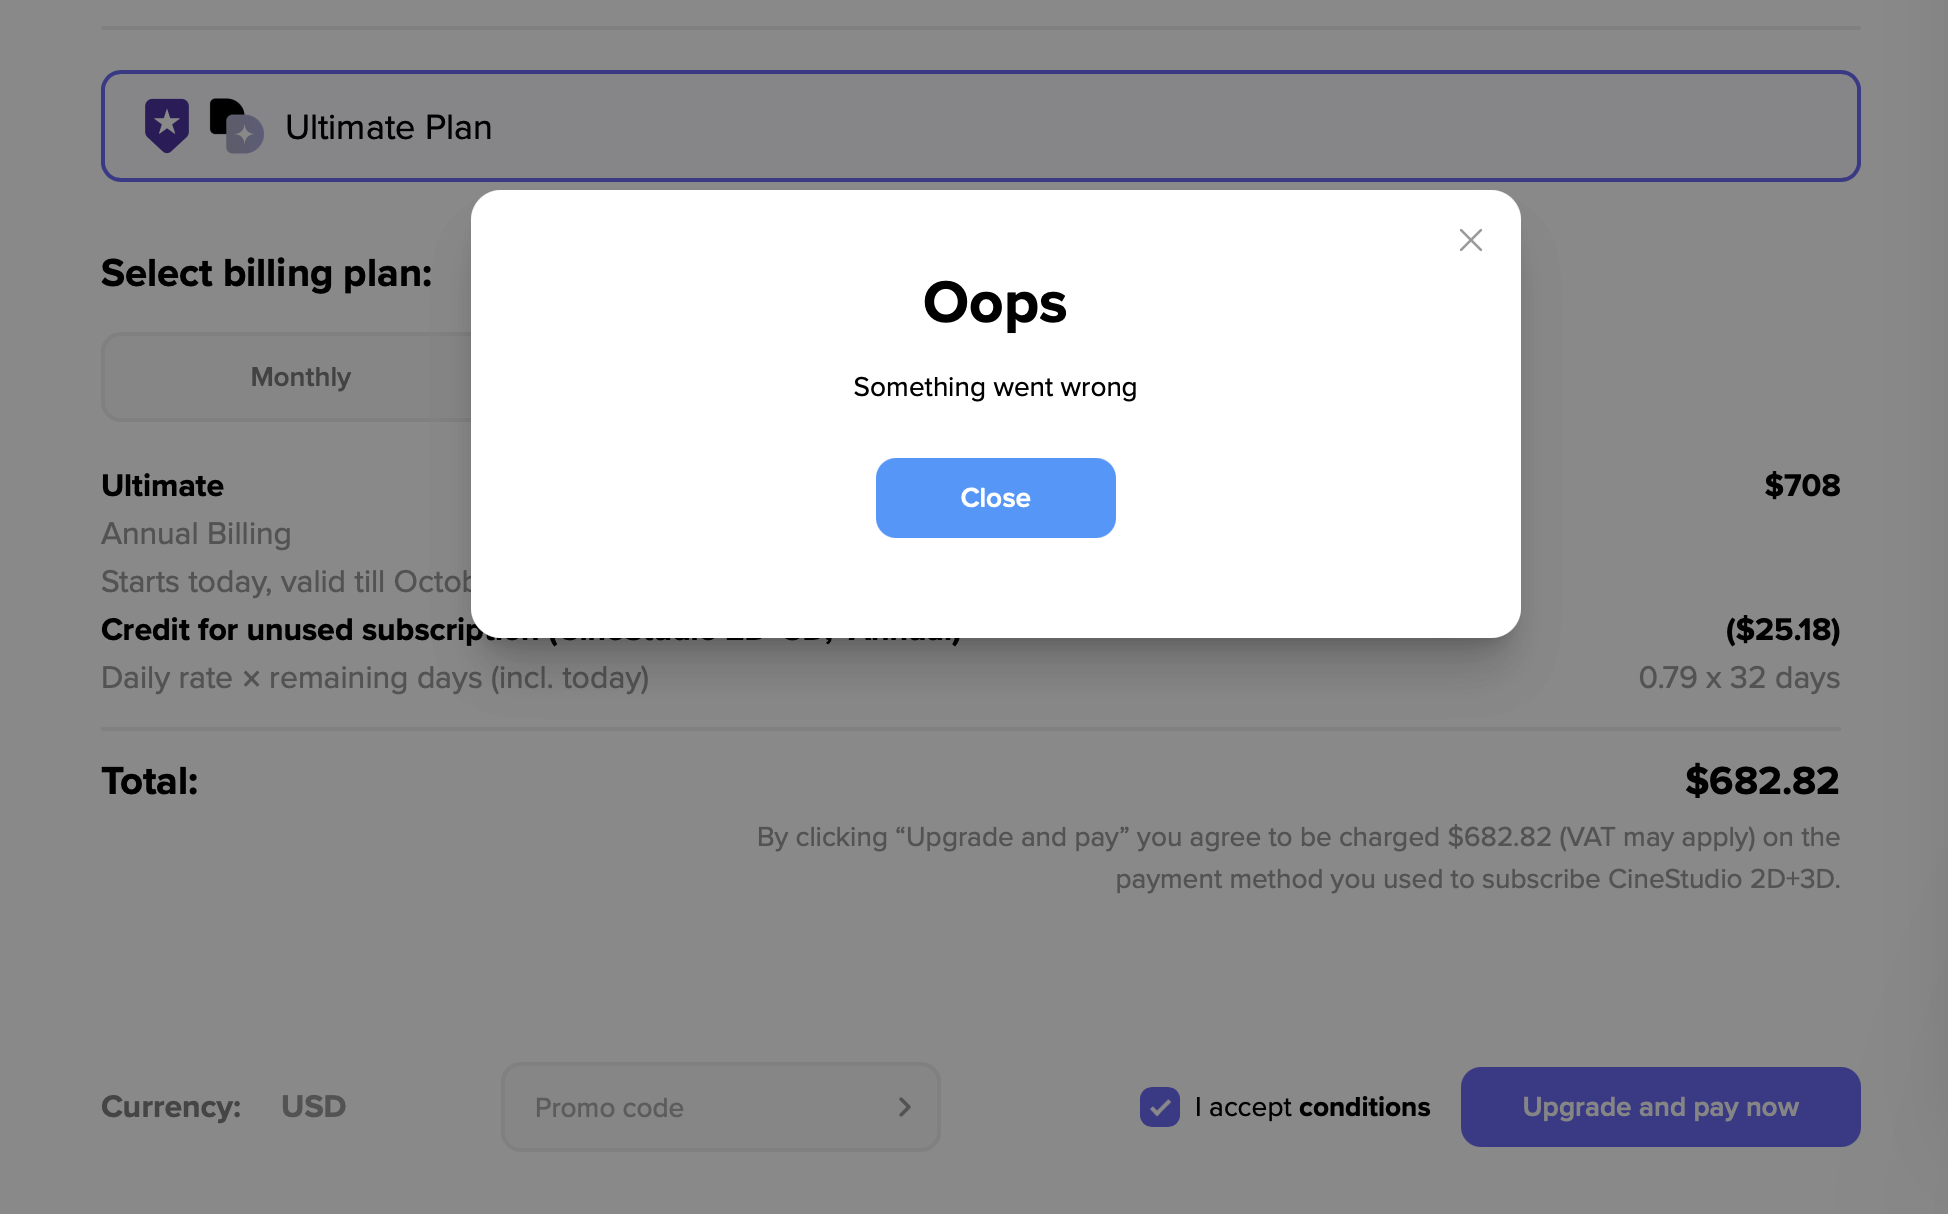 Ultimate Plan
Oops
Something went wrong
Close
Select billing plan:
Monthly
Ultimate $708
Annual Billing
Starts today, valid till
Credit for unused ($25.18)
Daily rate × remaining days (incl. today) 0.79 x 32 days
Total: $682.82
By clicking “Upgrade and pay” you agree to be charged $682.82 (VAT may apply) on the
payment method you used to subscribe CineStudio 2D+3D.
Currency: USD
Promo code
I accept conditions
Upgrade and pay now